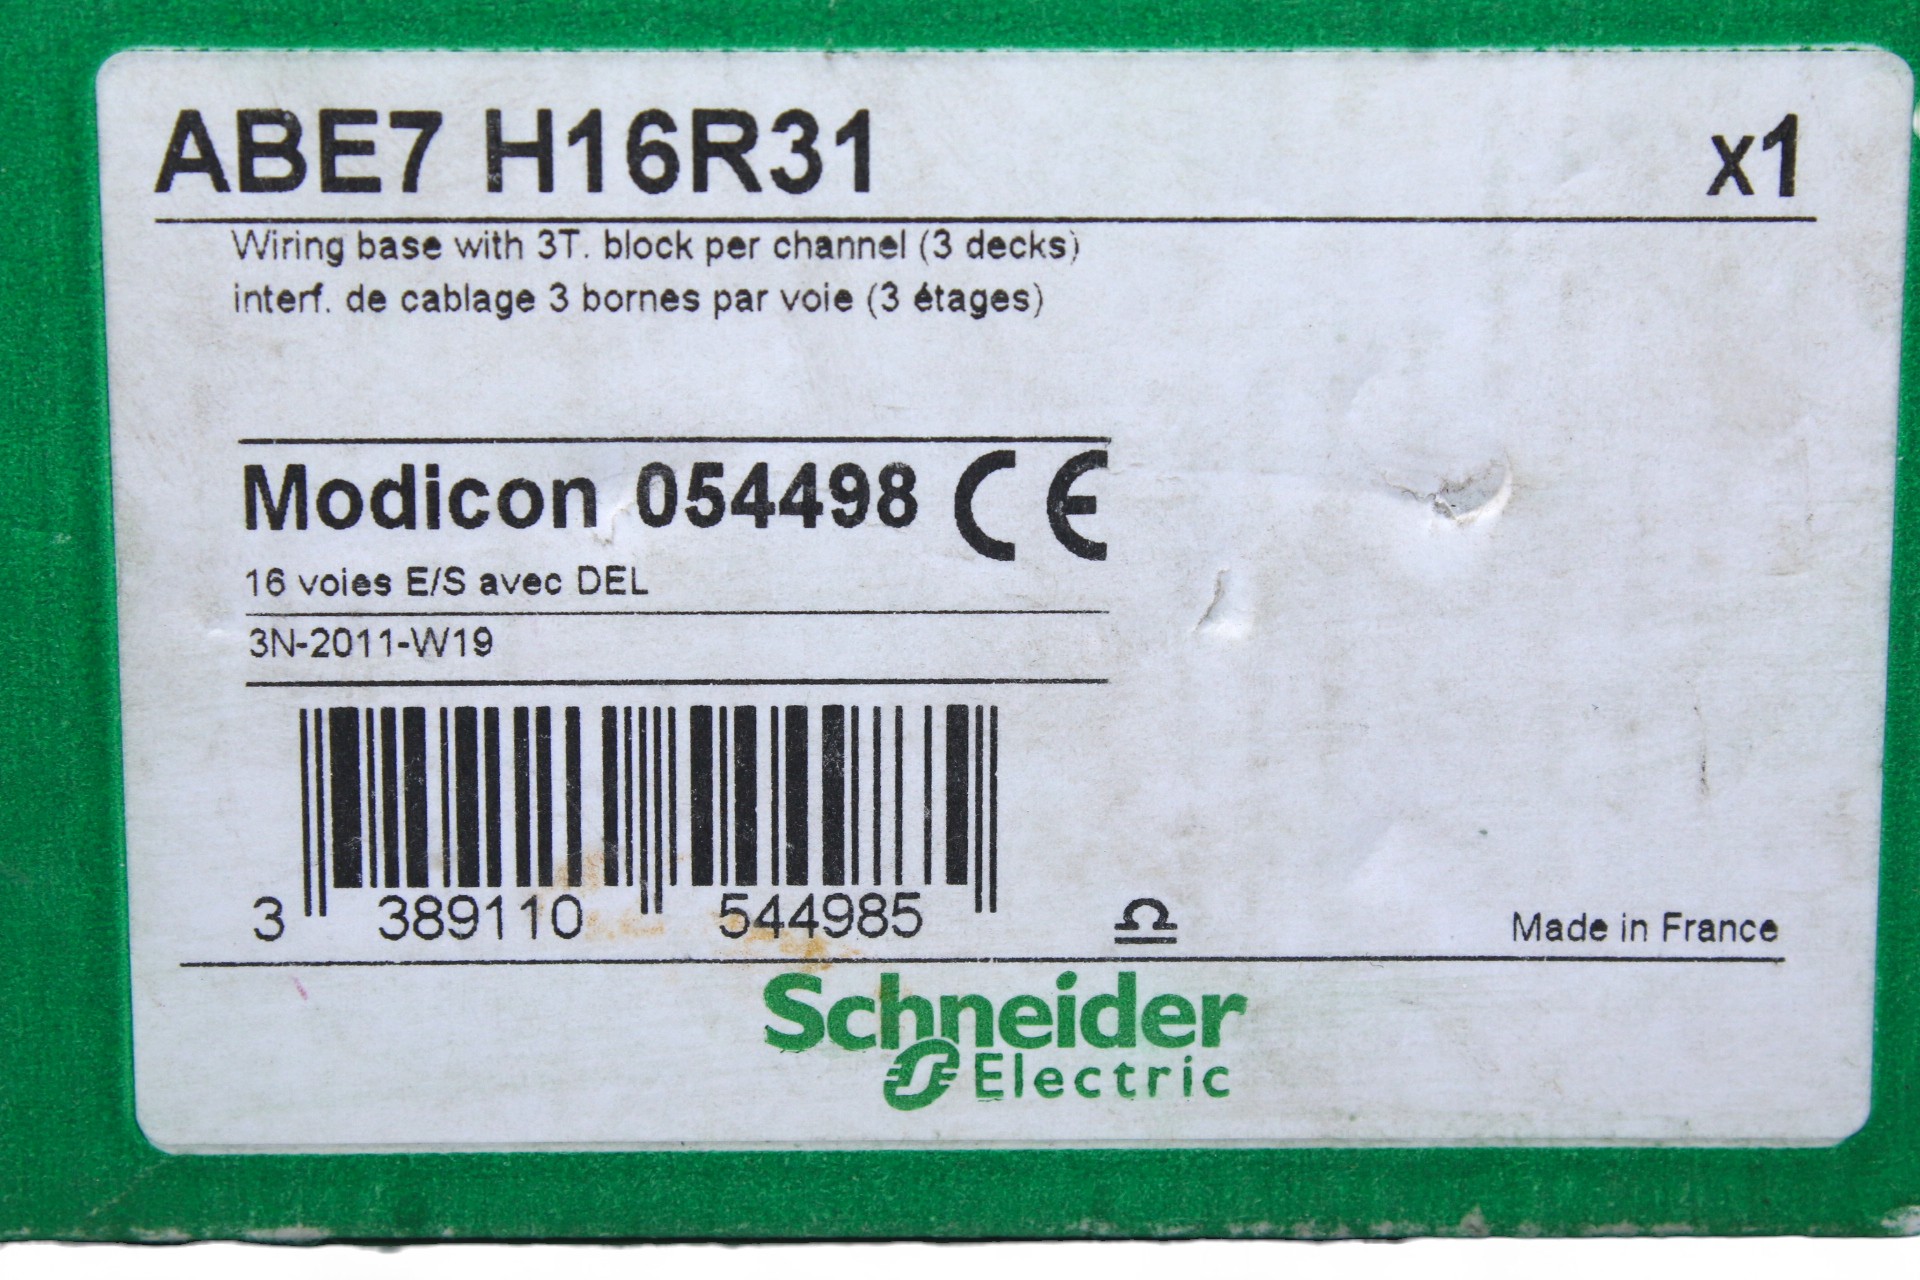 ABE7 H16R31 x1
Wiring base with 3T. block per channel (3 decks)
interf. de cablage 3 bornes par voie (3 étages)
Modicon 054498 CE
16 voies E/S avec DEL
3N-2011-W19
3 389110 544985
Made in France
Schneider
Electric